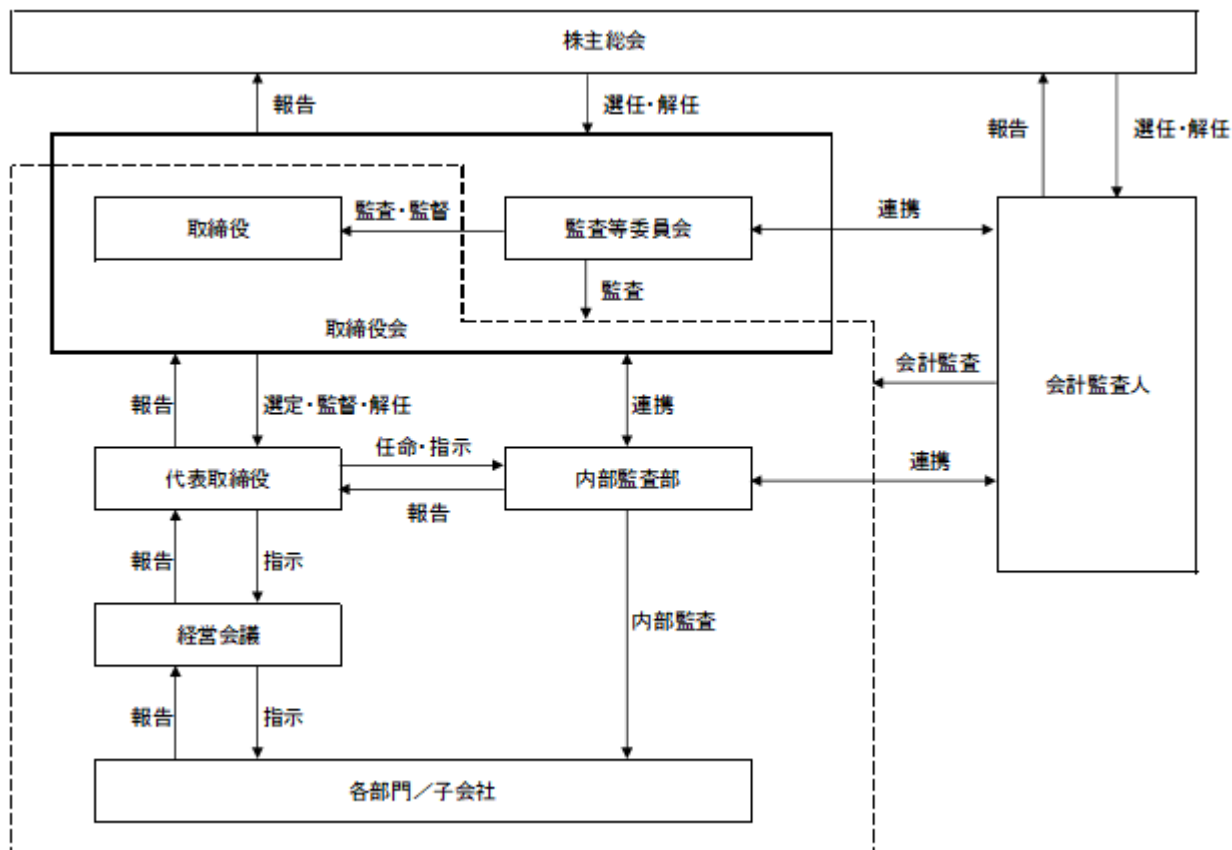 株主総会
報告
選任・解任
報告
選任・解任
取締役
監査・監督
監査等委員会
連携
監査
取締役会
会計監査
会計監査人
報告
選定・監督・解任
連携
任命・指示
代表取締役
内部監査部
連携
報告
報告
指示
経営会議
内部監査
報告
指示
各部門／子会社